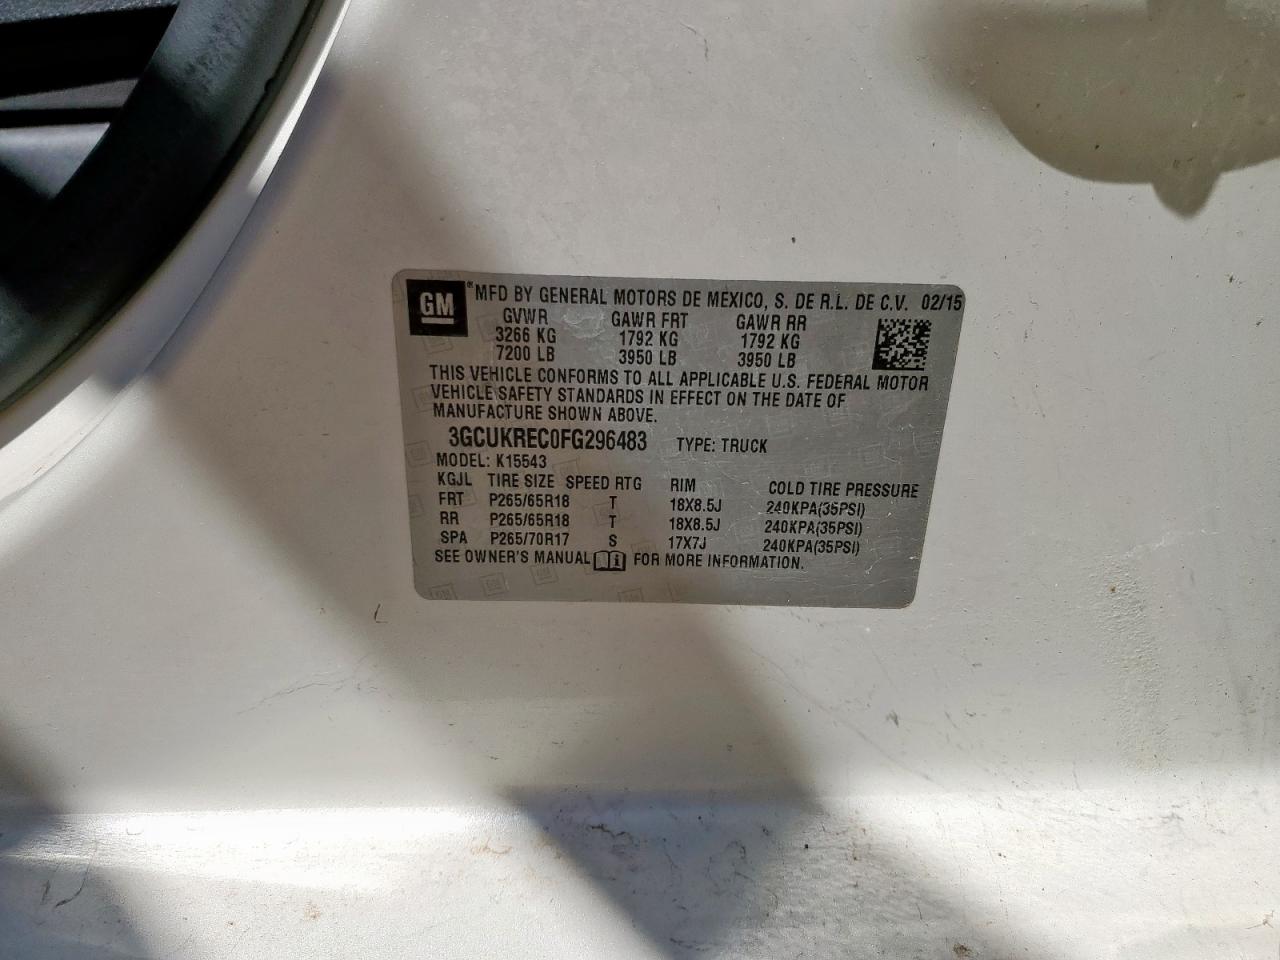 GM ® MFD BY GENERAL MOTORS DE MEXICO, S. DE R.L. DE C.V. 02/15
GVWR GAWR FRT GAWR RR
3266 KG 1792 KG 1792 KG
7200 LB 3950 LB 3950 LB
THIS VEHICLE CONFORMS TO ALL APPLICABLE U.S. FEDERAL MOTOR
VEHICLE SAFETY STANDARDS IN EFFECT ON THE DATE OF
MANUFACTURE SHOWN ABOVE.
3GCUKREC0FG296483 TYPE: TRUCK
MODEL: K15543
KGJL TIRE SIZE SPEED RTG RIM COLD TIRE PRESSURE
FRT P265/65R18 T 18X8.5J 240KPA(35PSI)
RR P265/65R18 T 18X8.5J 240KPA(35PSI)
SPA P265/70R17 S 17X7J 240KPA(35PSI)
SEE OWNER'S MANUAL FOR MORE INFORMATION.